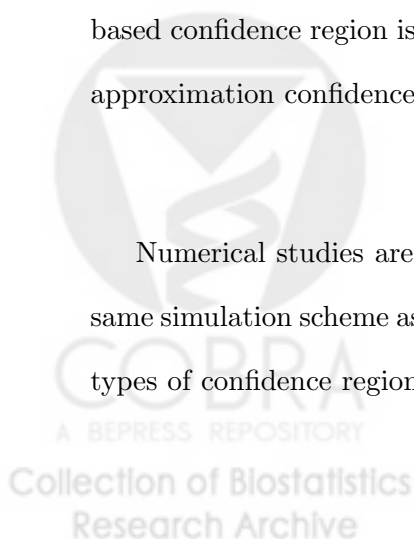 based confidence region is
approximation confidence
Numerical studies are
same simulation scheme as
types of confidence region
COBRA
A BEPRESS REPOSITORY
Collection of Biostatistics
Research Archive